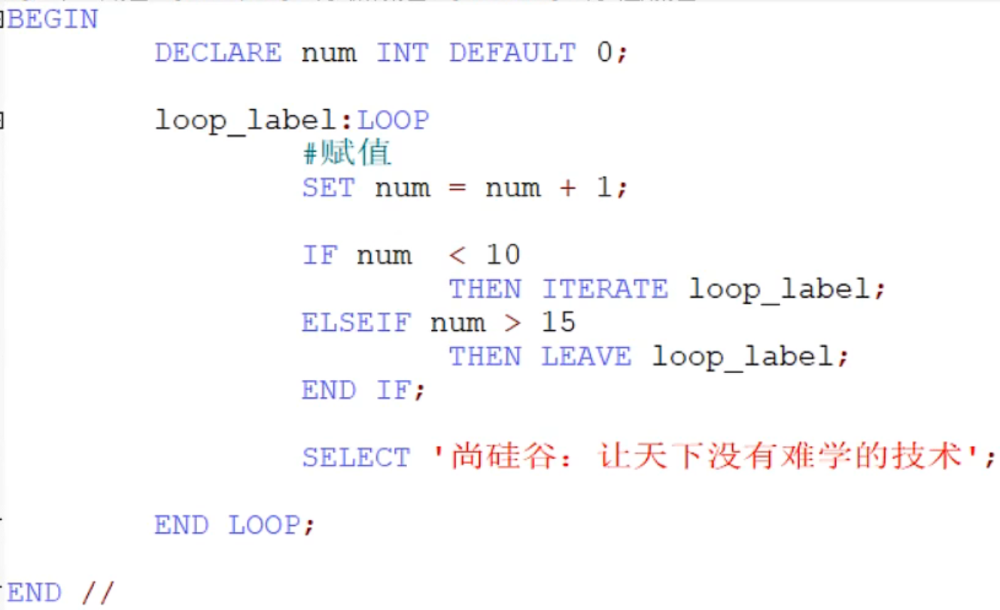 BEGIN
DECLARE num INT DEFAULT 0;
loop_label:LOOP
#赋值
SET num = num + 1;
IF num  < 10
THEN ITERATE loop_label;
ELSEIF num > 15
THEN LEAVE loop_label;
END IF;
SELECT '尚硅谷：让天下没有难学的技术';
END LOOP;
END //